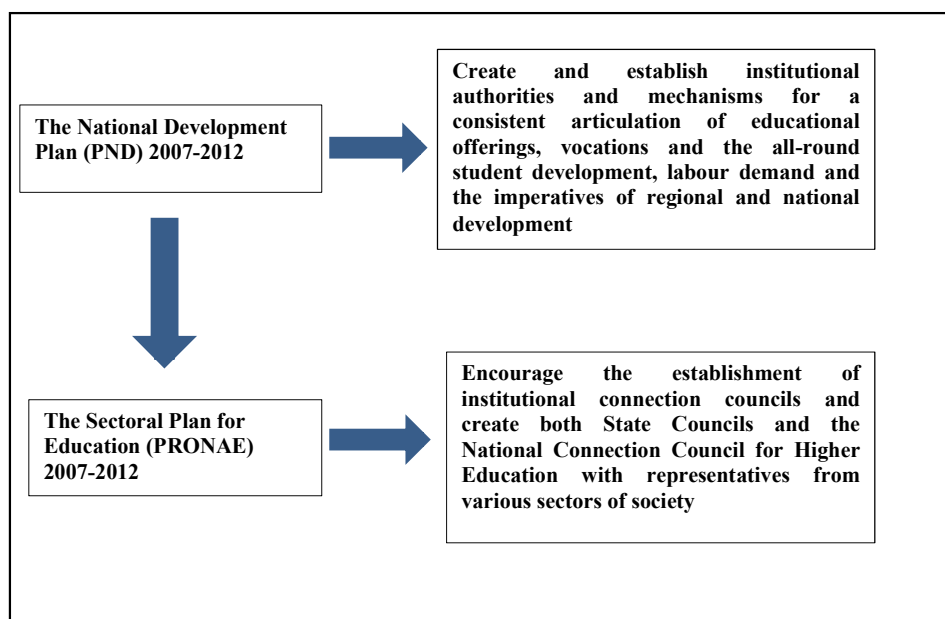 The National Development
Plan (PND) 2007-2012
Create and establish institutional
authorities and mechanisms for a
consistent articulation of educational
offerings, vocations and the all-round
student development, labour demand and
the imperatives of regional and national
development
The Sectoral Plan for
Education (PRONAE)
2007-2012
Encourage the establishment of
institutional connection councils and
create both State Councils and the
National Connection Council for Higher
Education with representatives from
various sectors of society